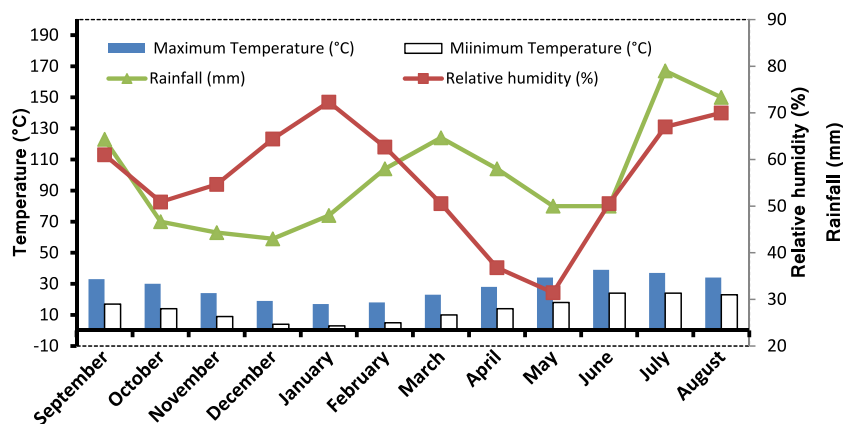 190
170
150
130
110
90
70
50
30
10
-10
Temperature (°C)
Maximum Temperature (°C)
Miinimum Temperature (°C)
Rainfall (mm)
Relative humidity (%)
90
80
70
60
50
40
30
20
Relative humidity (%)
Rainfall (mm)
September
October
November
December
January
February
March
April
May
June
July
August